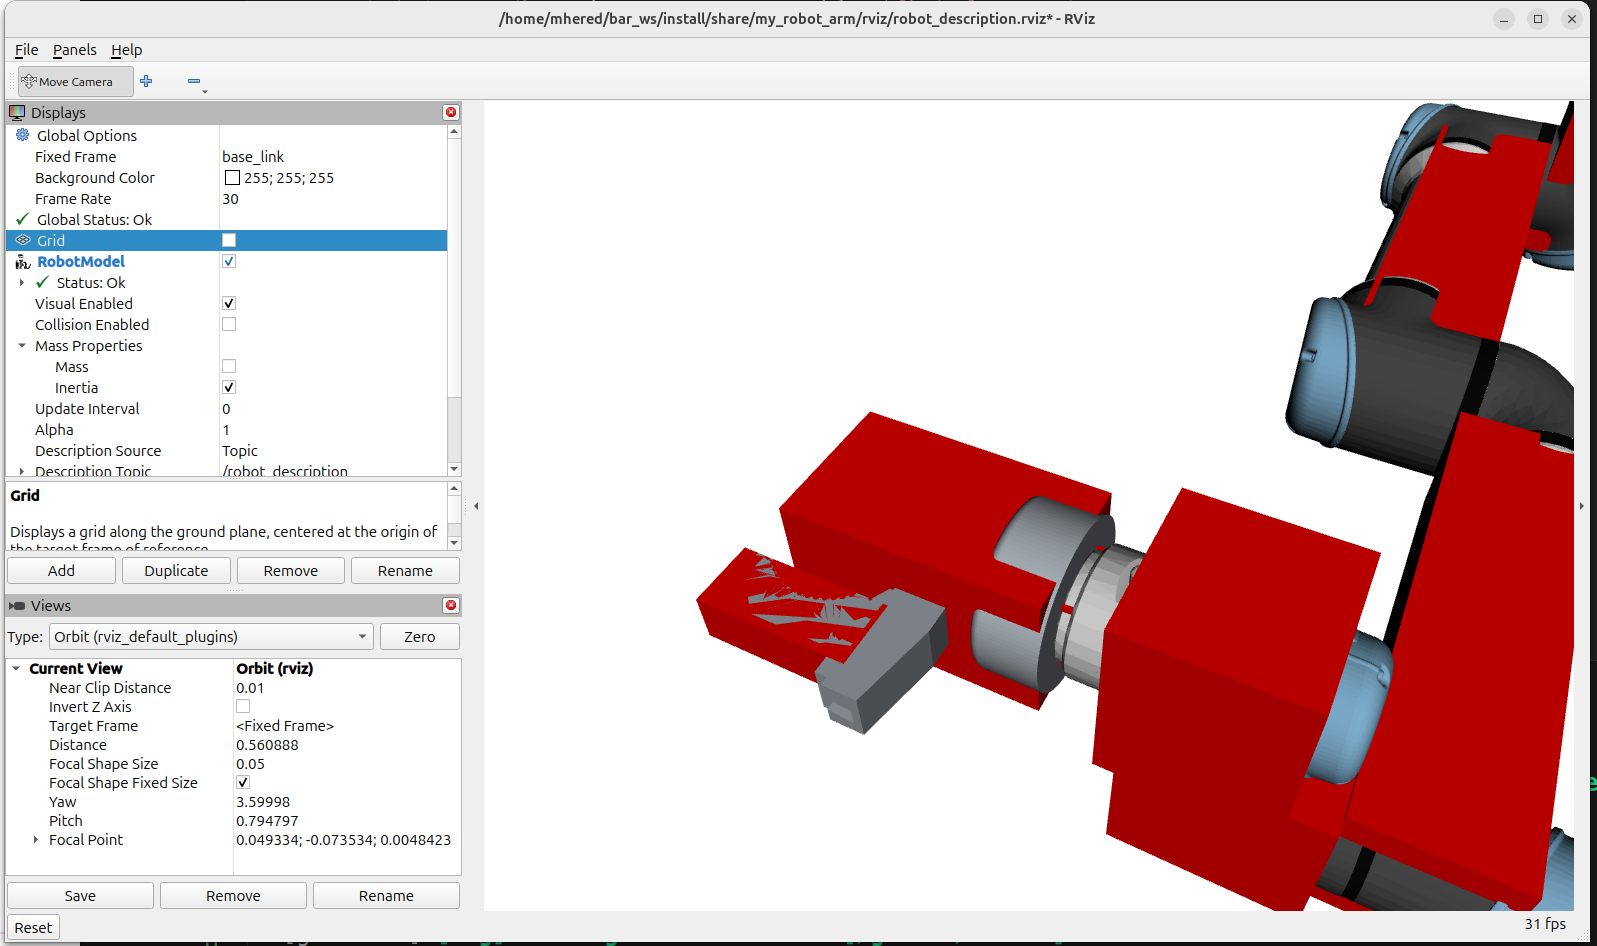 /home/mhered/bar_ws/install/share/my_robot_arm/rviz/robot_description.rviz* - RViz
File Panels Help
Move Camera
Displays
Global Options
Fixed Frame base_link
Background Color 255; 255; 255
Frame Rate 30
Global Status: Ok
Grid
RobotModel
Status: Ok
Visual Enabled
Collision Enabled
Mass Properties
Mass
Inertia
Update Interval 0
Alpha 1
Description Source Topic
Description Topic /robot_description
Grid
Displays a grid along the ground plane, centered at the origin of
the target frame of reference
Add Duplicate Remove Rename
Views
Type: Orbit (rviz_default_plugins) Zero
Current View Orbit (rviz)
Near Clip Distance 0.01
Invert Z Axis
Target Frame <Fixed Frame>
Distance 0.560888
Focal Shape Size 0.05
Focal Shape Fixed Size
Yaw 3.59998
Pitch 0.794797
Focal Point 0.049334; -0.073534; 0.0048423
Save Remove Rename
Reset 31 fps